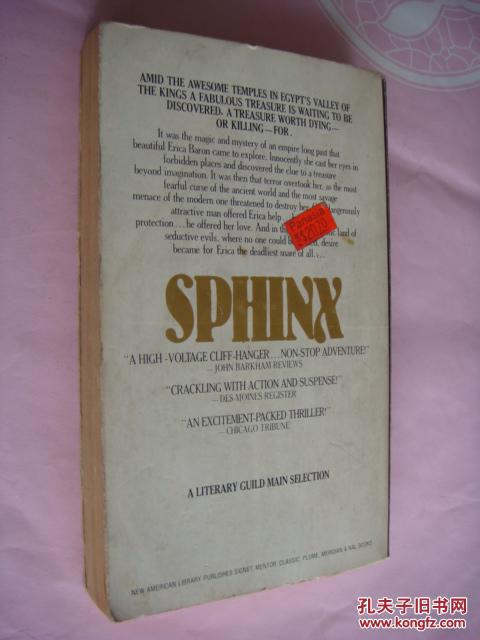 AMID THE AWESOME TEMPLES IN EGYPT'S VALLEY OF
THE KINGS A FABULOUS TREASURE IS WAITING TO BE
DISCOVERED. A TREASURE WORTH DYING—
OR KILLING—FOR.
It was the magic and mystery of an empire long past that
beautiful Erica Baron came to explore. Innocently she cast her eyes in
forbidden places and discovered the clue to a treasure
beyond imagination. It was then that terror overtook her, as the most
fearful curse of the ancient world and the most savage
menace of the modern one threatened to destroy her. dangerously
attractive man offered Erica help...
protection...he offered her love. And in land of
seductive evils, where no one could be desire
became for Erica the deadliest snare of all...
Panasia
SPHINX
"A HIGH-VOLTAGE CLIFF-HANGER...NON-STOP ADVENTURE!"
—JOHN BARKHAM REVIEWS
"CRACKLING WITH ACTION AND SUSPENSE!"
—DES MOINES REGISTER
"AN EXCITEMENT-PACKED THRILLER!"
—CHICAGO TRIBUNE
A LITERARY GUILD MAIN SELECTION
NEW AMERICAN LIBRARY PUBLISHES SIGNET, MENTOR, CLASSIC, PLUME, MERIDIAN & NAL BOOKS
孔夫子旧书网
www.kongfz.com